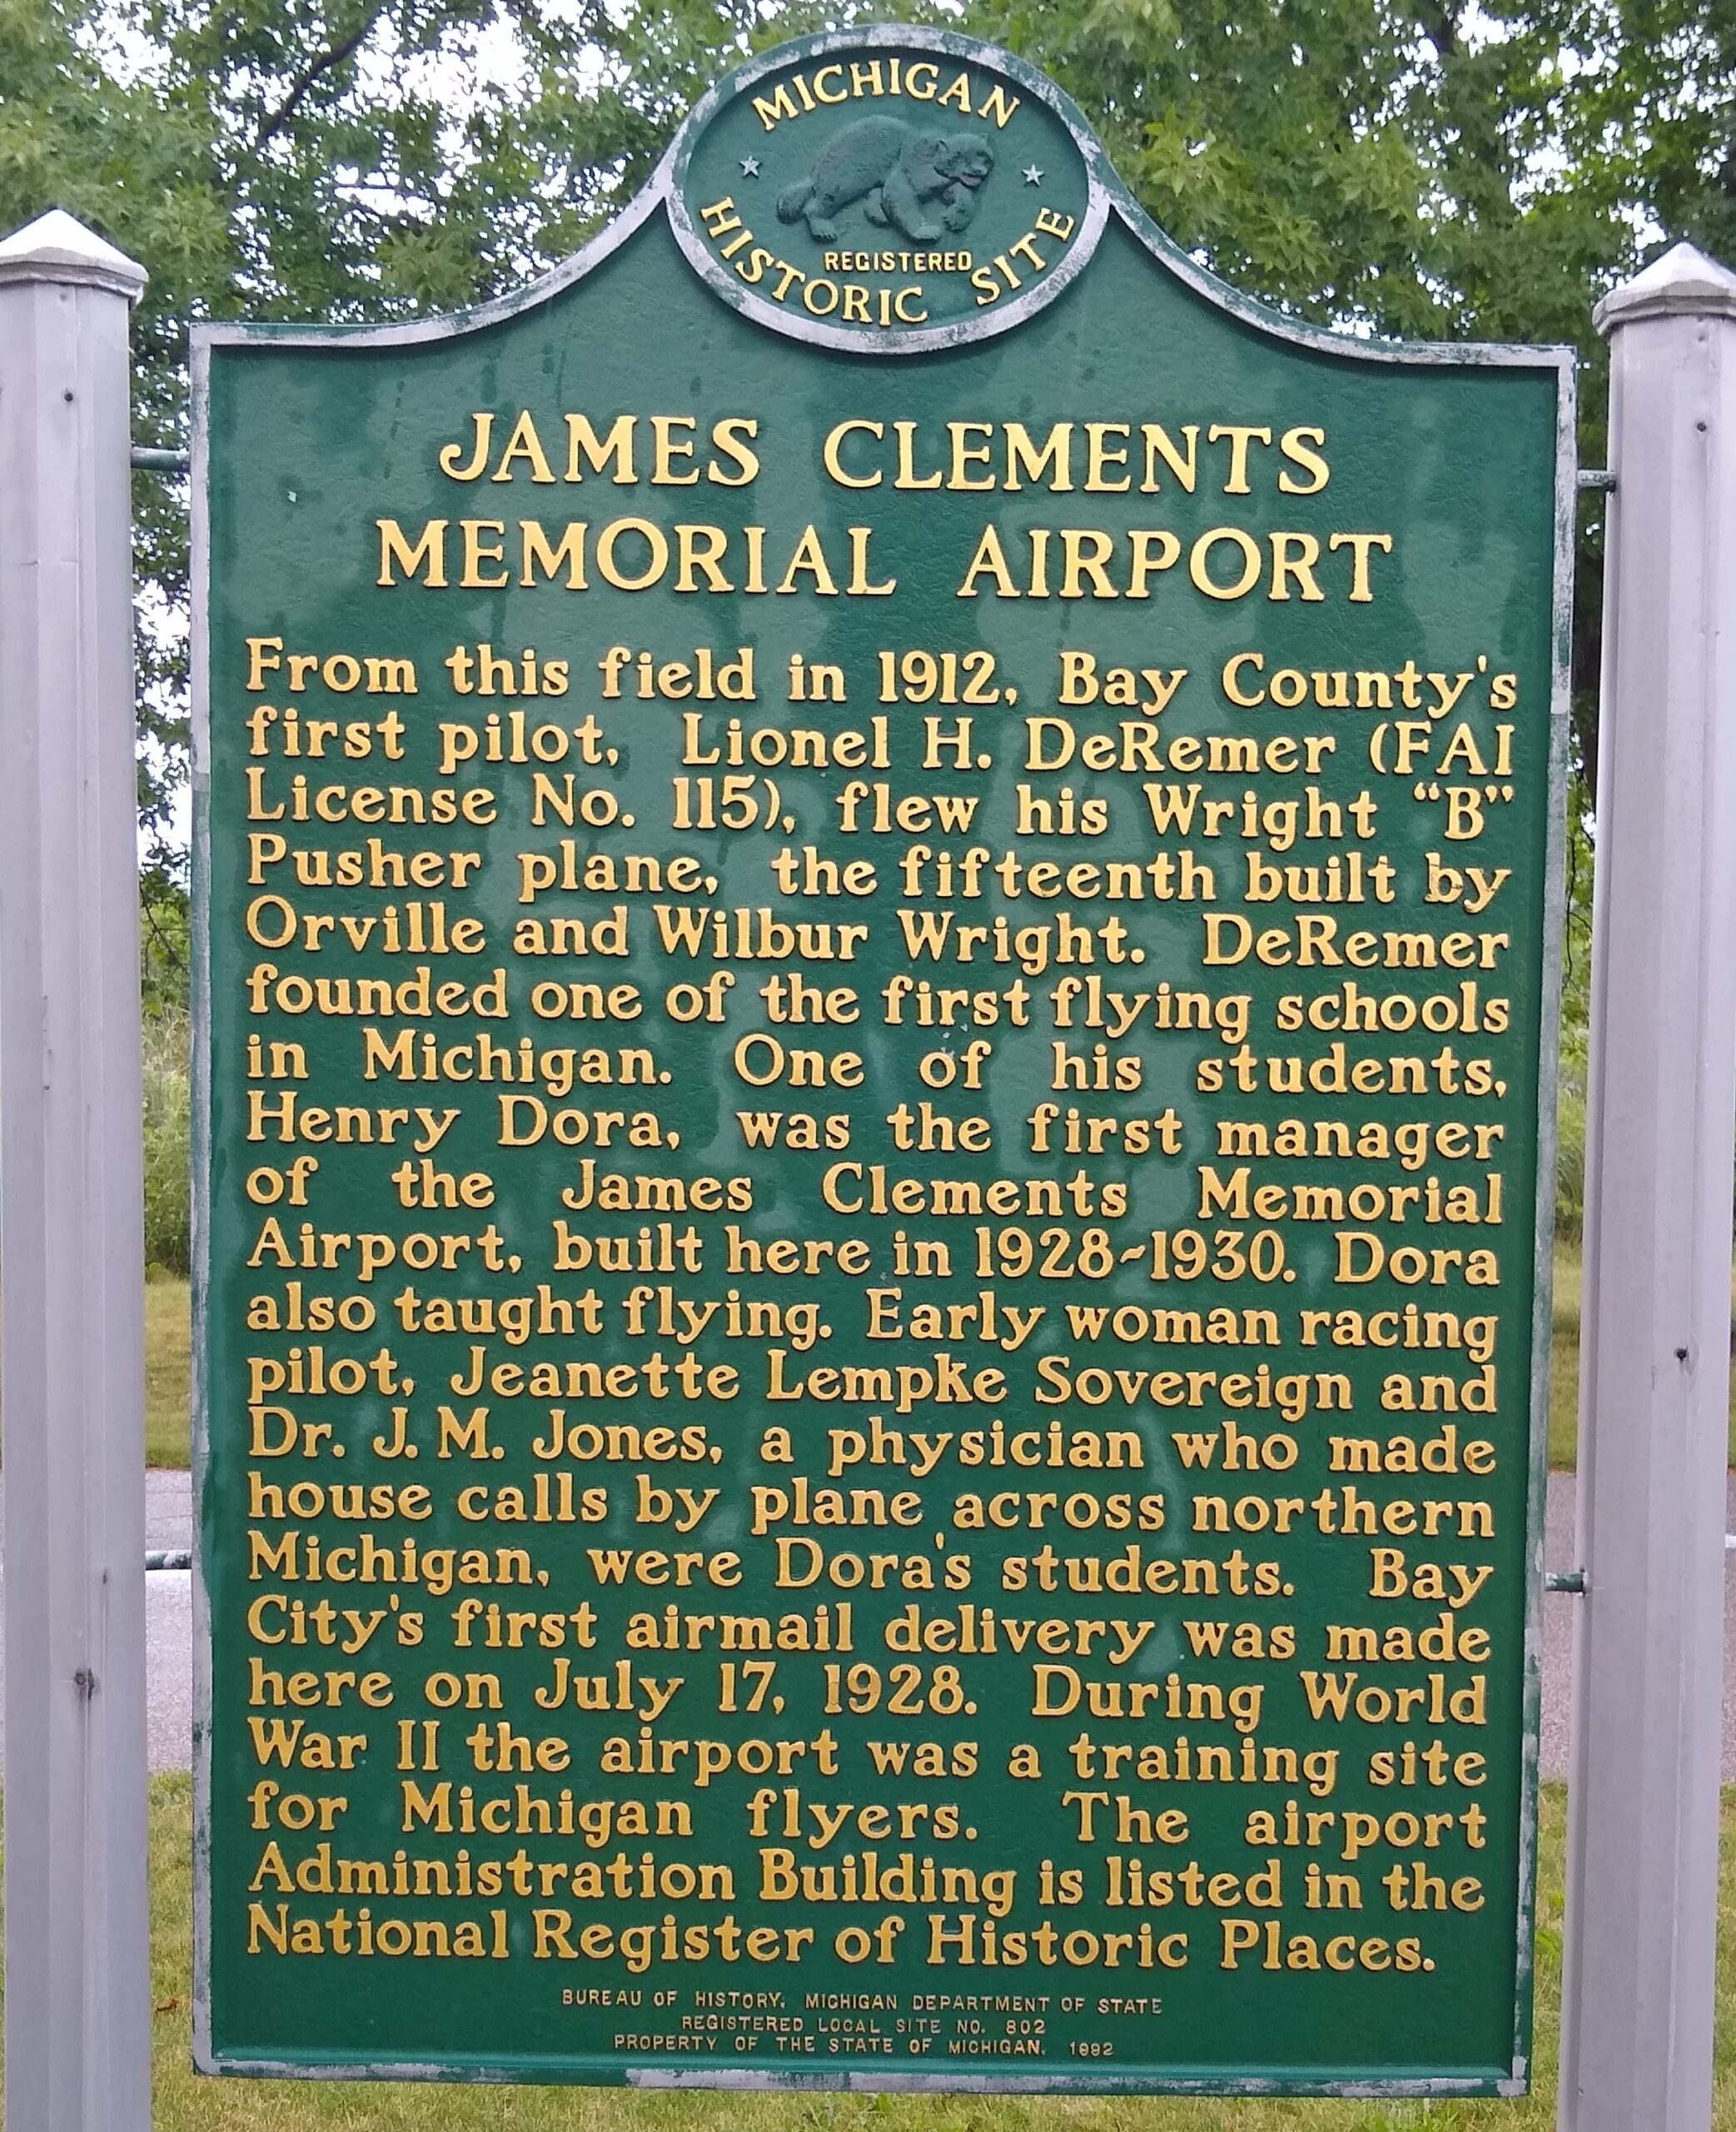 MICHIGAN
REGISTERED
HISTORIC SITE
JAMES CLEMENTS
MEMORIAL AIRPORT
From this field in 1912, Bay County's
first pilot, Lionel H. DeRemer (FAI
License No. 115), flew his Wright “B”
Pusher plane, the fifteenth built by
Orville and Wilbur Wright. DeRemer
founded one of the first flying schools
in Michigan. One of his students,
Henry Dora, was the first manager
of the James Clements Memorial
Airport, built here in 1928-1930. Dora
also taught flying. Early woman racing
pilot, Jeanette Lempke Sovereign and
Dr. J. M. Jones, a physician who made
house calls by plane across northern
Michigan, were Dora's students. Bay
City's first airmail delivery was made
here on July 17, 1928. During World
War II the airport was a training site
for Michigan flyers. The airport
Administration Building is listed in the
National Register of Historic Places.
BUREAU OF HISTORY, MICHIGAN DEPARTMENT OF STATE
REGISTERED LOCAL SITE NO. 802
PROPERTY OF THE STATE OF MICHIGAN, 1992